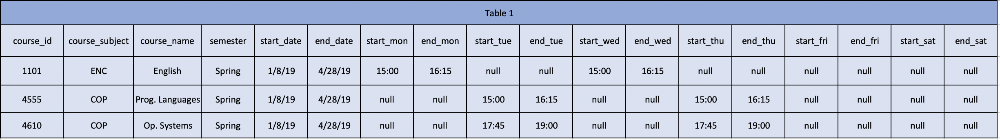 Table 1
course_id course_subject course_name semester start_date end_date start_mon end_mon start_tue end_tue start_wed end_wed start_thu end_thu start_fri end_fri start_sat end_sat
1101 ENC English Spring 1/8/19 4/28/19 15:00 16:15 null null 15:00 16:15 null null null null null null
4555 COP Prog. Languages Spring 1/8/19 4/28/19 null null 15:00 16:15 null null 15:00 16:15 null null null null
4610 COP Op. Systems Spring 1/8/19 4/28/19 null null 17:45 19:00 null null 17:45 19:00 null null null null